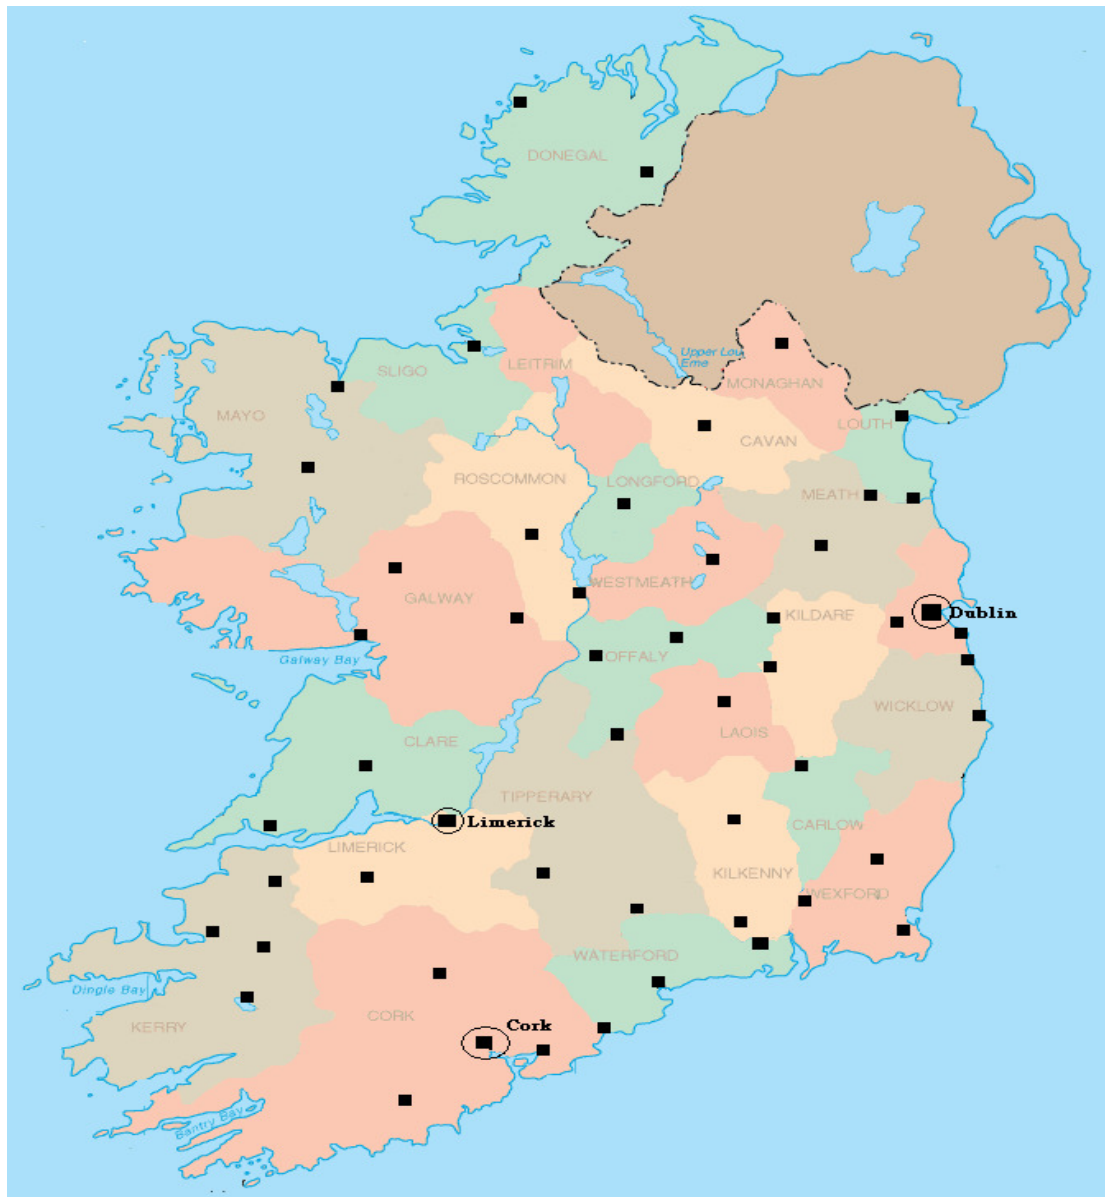 DONEGAL
Upper Lou
Erne
SLIGO
LEITRIM
MONAGHAN
MAYO
LOUTH
CAVAN
ROSCOMMON
LONGFORD
MEATH
WESTMEATH
GALWAY
KILDARE
Dublin
Galway Bay
OFFALY
WICKLOW
CLARE
LAOIS
TIPPERARY
Limerick
CARLOW
LIMERICK
KILKENNY
WEXFORD
WATERFORD
Dingle Bay
KERRY
CORK
Cork
Bantry Bay